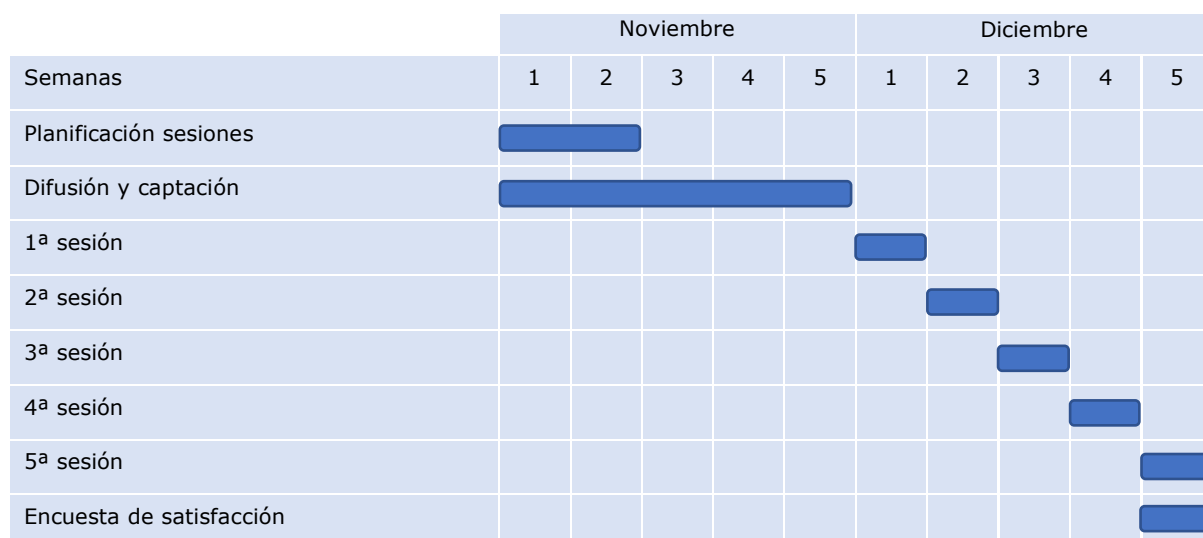 Noviembre Diciembre
Semanas 1 2 3 4 5 1 2 3 4 5
Planificación sesiones
Difusión y captación
1ª sesión
2ª sesión
3ª sesión
4ª sesión
5ª sesión
Encuesta de satisfacción